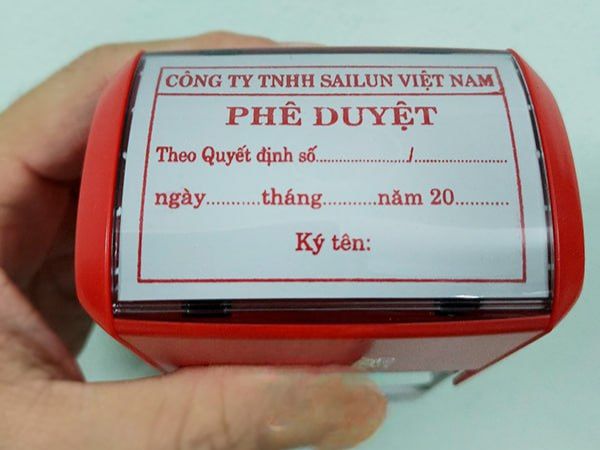 CÔNG TY TNHH SAILUN VIỆT NAM
PHÊ DUYỆT
Theo Quyết định số......................./.......................
ngày...........tháng...........năm 20...........
Ký tên: